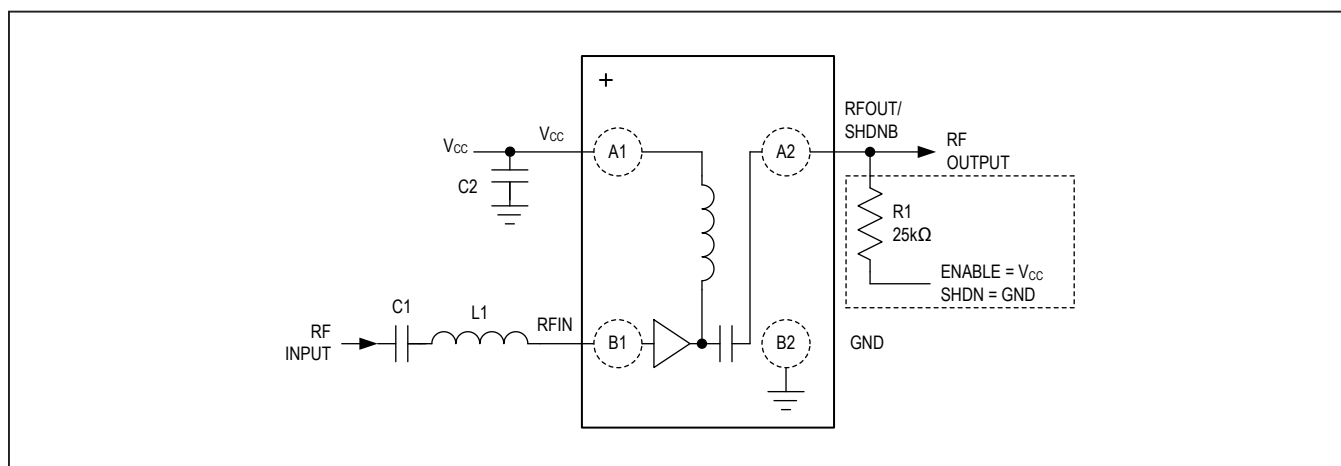 +
RFOUT/
SHDNB
VCC
VCC
A1
A2
RF
OUTPUT
C2
R1
25kΩ
ENABLE = VCC
SHDN = GND
C1
L1
RFIN
RF
INPUT
B1
B2
GND